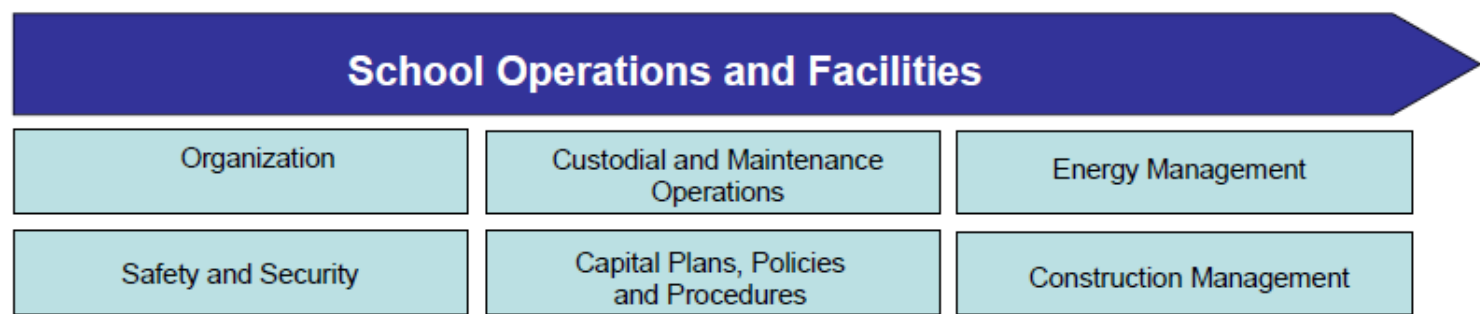 School Operations and Facilities
Organization
Custodial and Maintenance
Operations
Energy Management
Safety and Security
Capital Plans, Policies
and Procedures
Construction Management